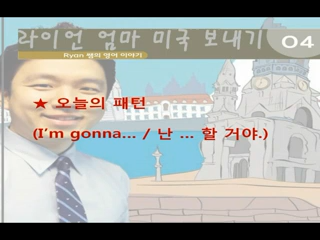 라이언 엄마 미국 보내기
04
Ryan 쌤의 영어 이야기
★ 오늘의 패턴
(I'm gonna... / 난 ... 할 거야.)